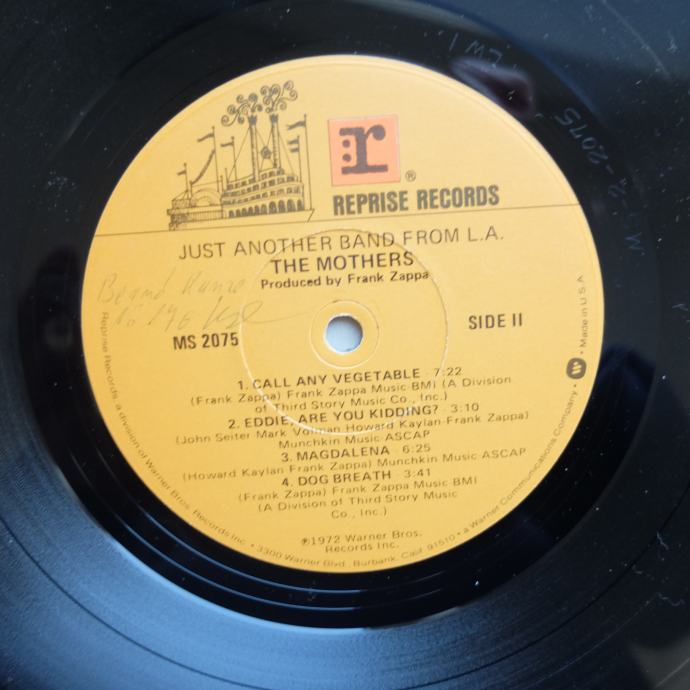 r
®
REPRISE RECORDS
JUST ANOTHER BAND FROM L.A.
THE MOTHERS
Produced by Frank Zappa
MS 2075
SIDE II
1. CALL ANY VEGETABLE · 7:22
(Frank Zappa) Frank Zappa Music·BMI (A Division
of Third Story Music Co., Inc.)
2. EDDIE, ARE YOU KIDDING? · 3:10
(John Seiter·Mark Volman·Howard Kaylan·Frank Zappa)
Munchkin Music·ASCAP
3. MAGDALENA · 6:25
(Howard Kaylan·Frank Zappa) Munchkin Music·ASCAP
4. DOG BREATH · 3:41
(Frank Zappa) Frank Zappa Music·BMI
(A Division of Third Story Music
Co., Inc.)
℗1972 Warner Bros.
Records Inc.
Reprise Records, a division of Warner Bros. Records Inc. • 3300 Warner Blvd., Burbank, Calif. 91510 • a Warner Communications Company • W • Made in U.S.A.
2-2075